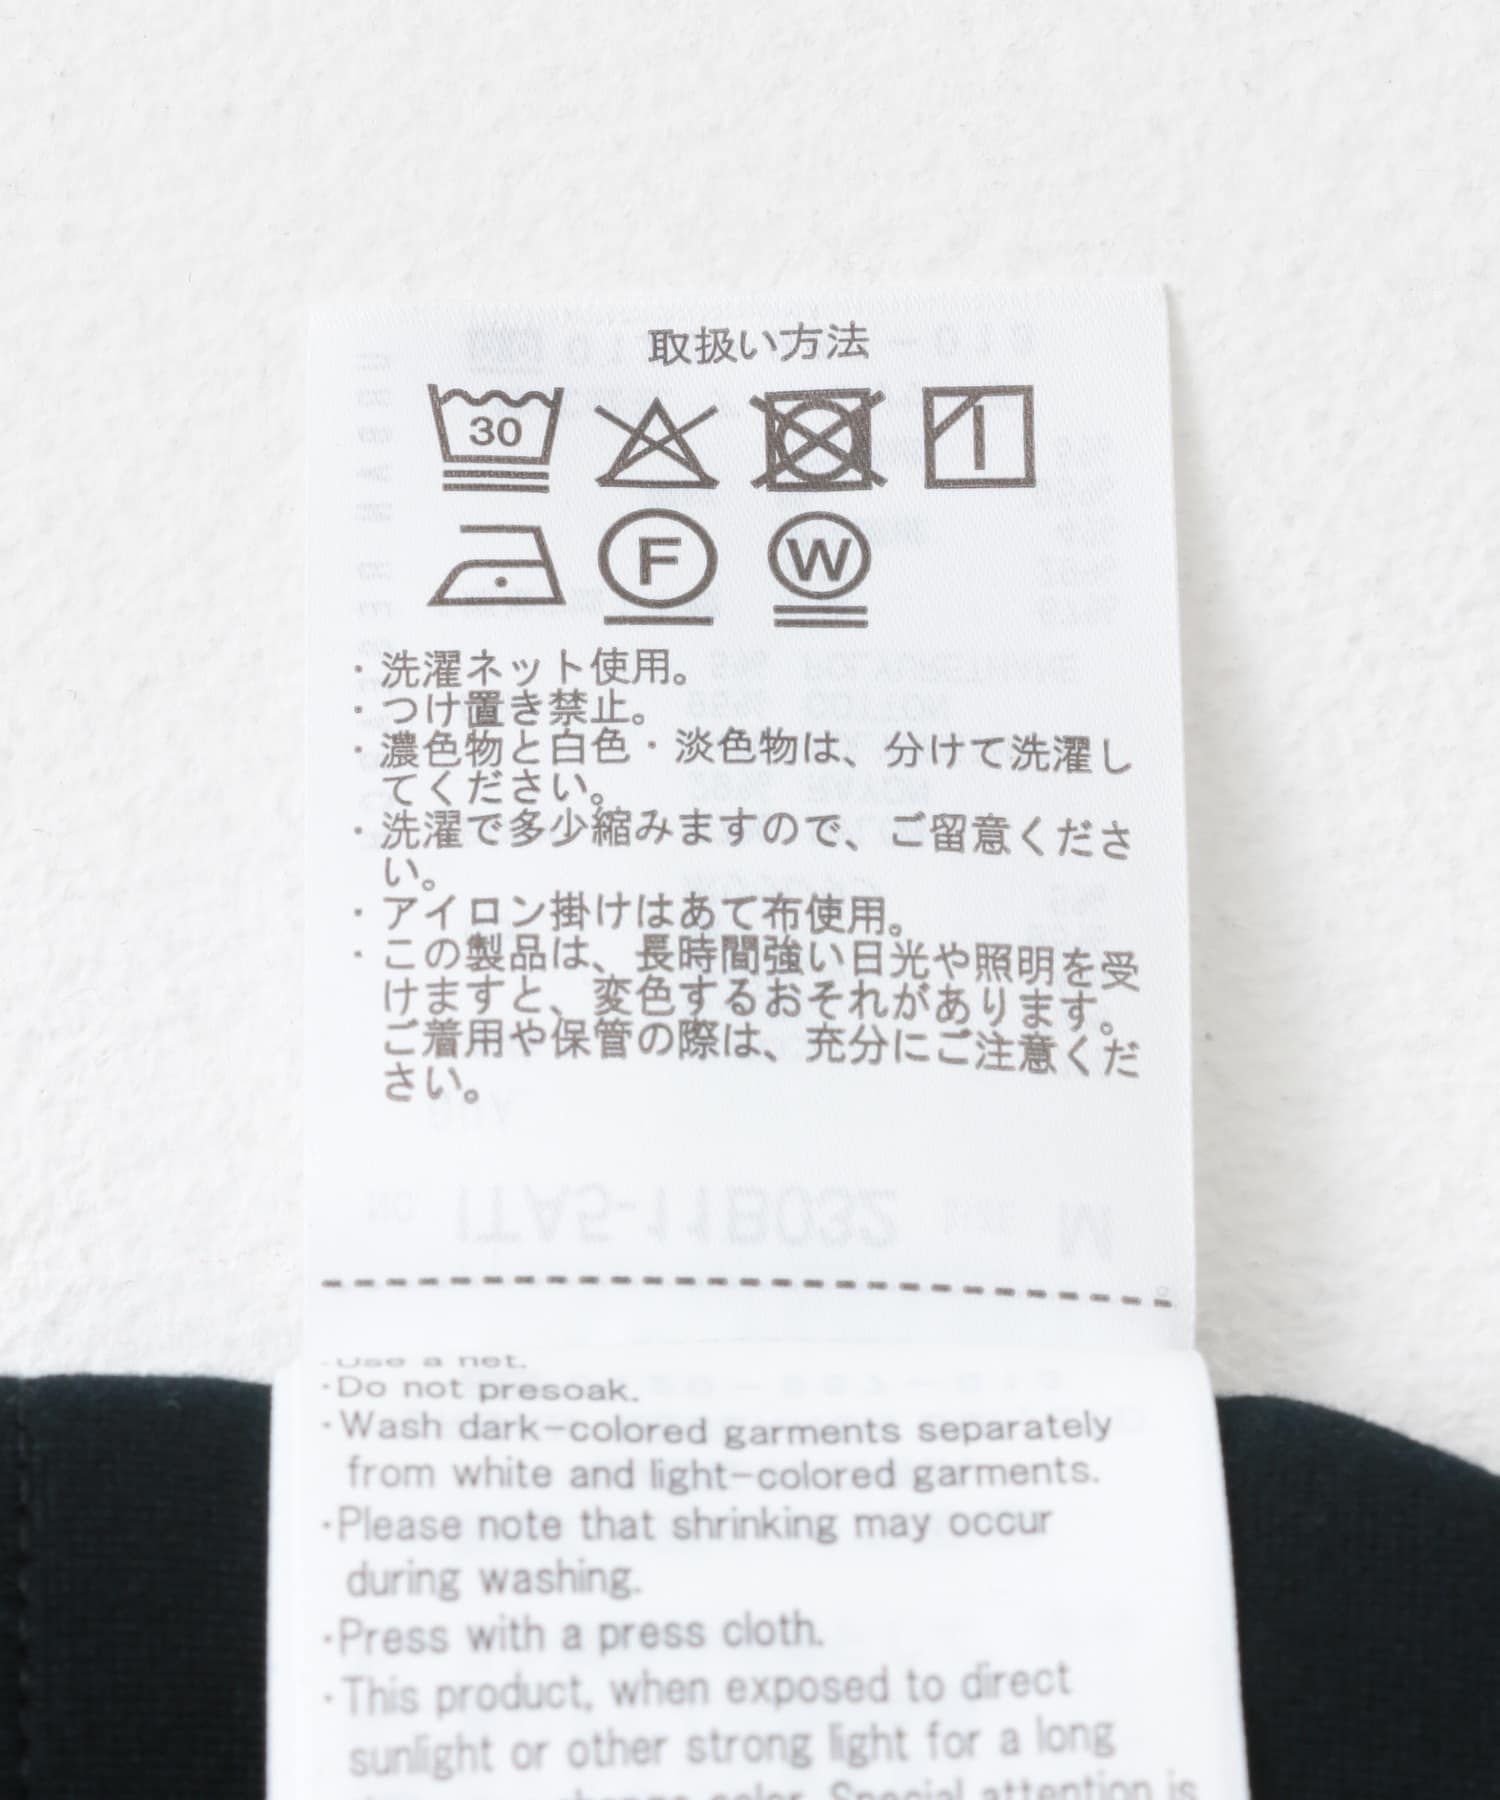 取扱い方法
30
F W
・洗濯ネット使用。
・つけ置き禁止。
・濃色物と白色・淡色物は、分けて洗濯し
てください。
・洗濯で多少縮みますので、ご留意くださ
い。
・アイロン掛けはあて布使用。
・この製品は、長時間強い日光や照明を受
けますと、変色するおそれがあります。
ご着用や保管の際は、充分にご注意くだ
さい。
・Use a net.
・Do not presoak.
・Wash dark-colored garments separately
from white and light-colored garments.
・Please note that shrinking may occur
during washing.
・Press with a press cloth.
・This product, when exposed to direct
sunlight or other strong light for a long
change color. Special attention is